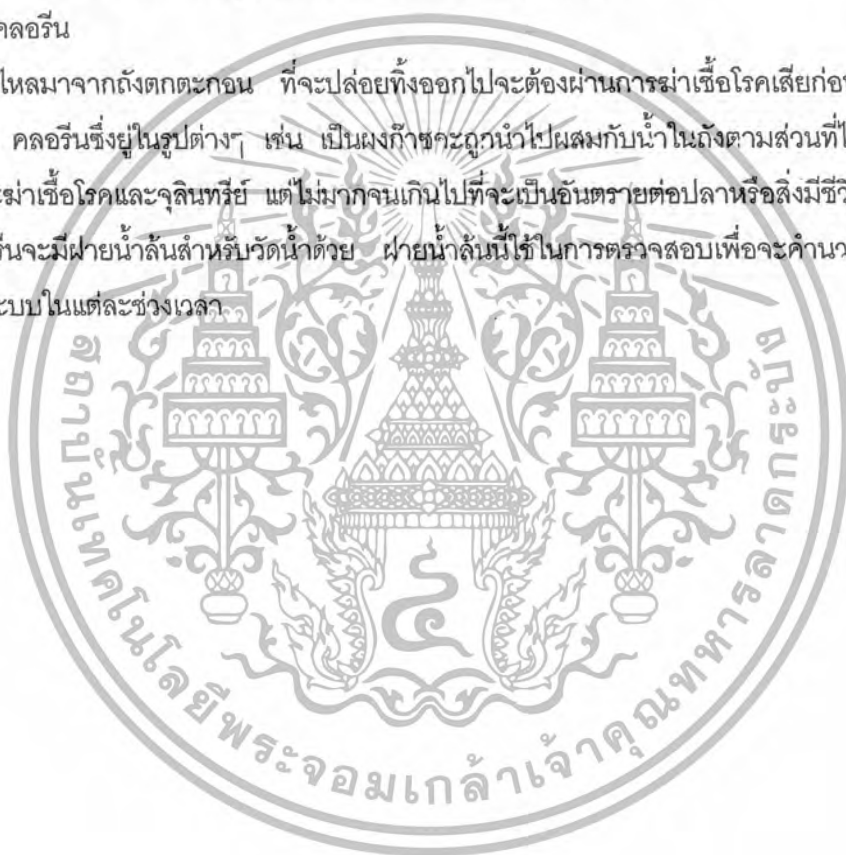 คลอรีน
ไหลมาจากถังตกตะกอน ที่จะปล่อยทิ้งออกไปจะต้องผ่านการฆ่าเชื้อโรคเสียก่อน
คลอรีนซึ่งยู่ในรูปต่างๆ เช่น เป็นผงก๊าซจะถูกนำไปผสมกับน้ำในถังตามส่วนที่
ะฆ่าเชื้อโรคและจุลินทรีย์ แต่ไม่มากจนเกินไปที่จะเป็นอันตรายต่อปลาหรือสิ่งมีชีวิ
รีนจะมีฝายน้ำล้นสำหรับวัดน้ำด้วย ฝายน้ำล้นนี้ใช้ในการตรวจสอบเพื่อจะคำนว
ะบบในแต่ละช่วงเวลา
สถาบันเทคโนโลยีพระจอมเกล้าเจ้าคุณทหารลาดกระบัง